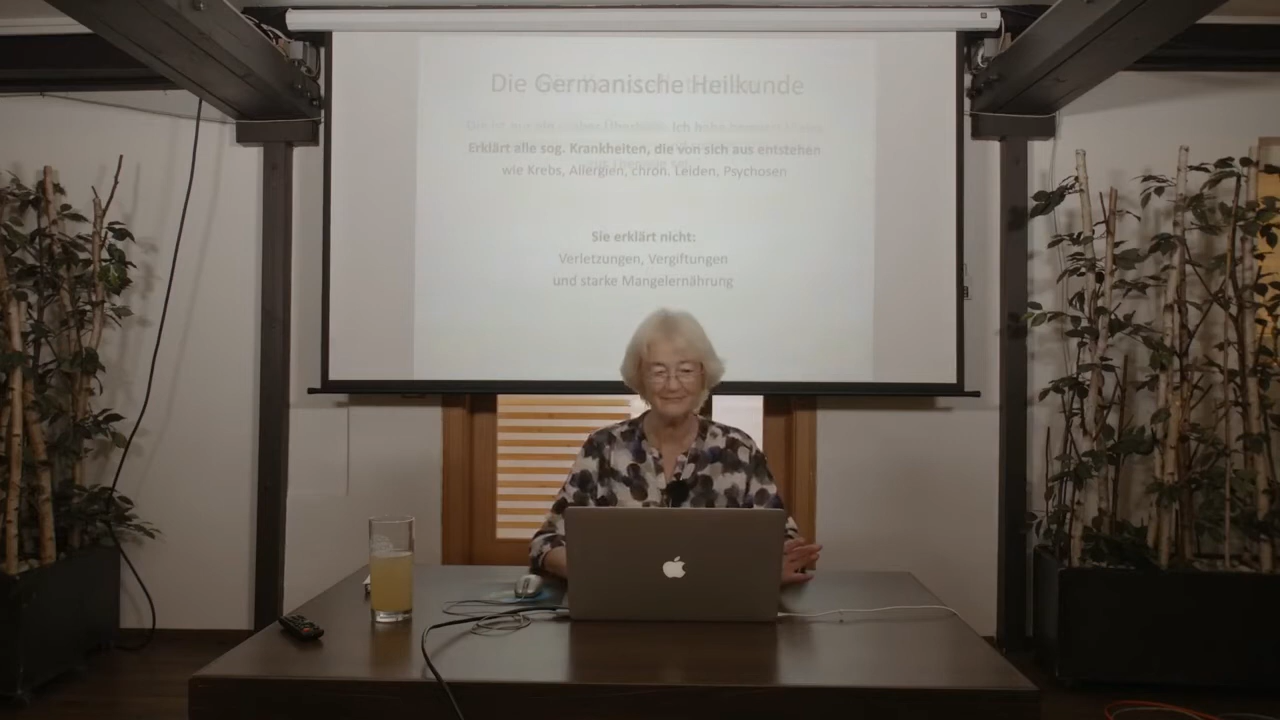 Die Germanische Heilkunde
Erklärt alle sog. Krankheiten, die von sich aus entstehen
wie Krebs, Allergien, chron. Leiden, Psychosen
Sie erklärt nicht:
Verletzungen, Vergiftungen
und starke Mangelernährung